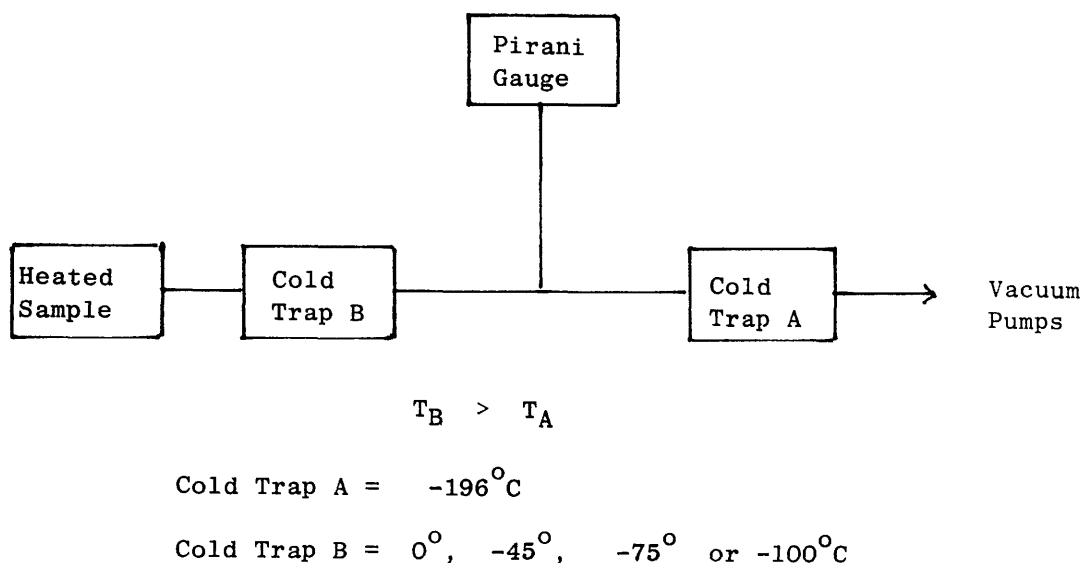 Pirani
Gauge
Heated
Sample
Cold
Trap B
Cold
Trap A
Vacuum
Pumps
T_B > T_A
Cold Trap A = -196°C
Cold Trap B = 0°, -45°, -75° or -100°C